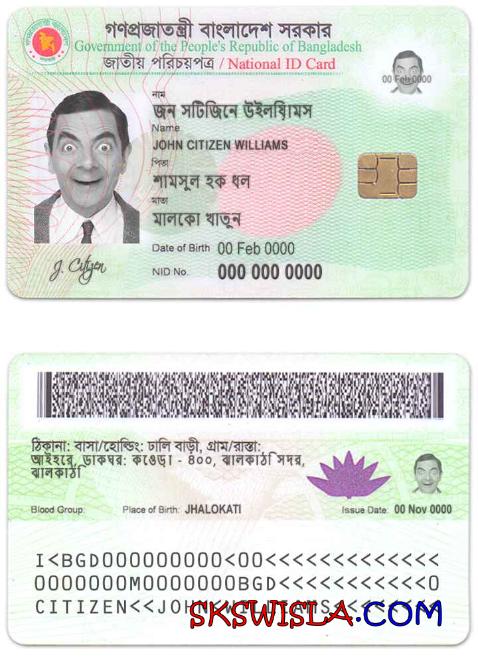 গণপ্রজাতন্ত্রী বাংলাদেশ সরকার
Government of the People's Republic of Bangladesh
জাতীয় পরিচয়পত্র / National ID Card
00 Feb 0000
নাম
জন সটিজিনে উইলয়িামস
Name
JOHN CITIZEN WILLIAMS
পিতা
শামসুল হক ধল
মাতা
মালকো খাতুন
Date of Birth 00 Feb 0000
NID No. 000 000 0000
J. Citizen
ঠিকানা: বাসা/হোল্ডিং: ঢালি বাড়ী, গ্রাম/রাস্তা:
আইহরে, ডাকঘর: কওেড়া - ৪০০, ঝালকাঠি সদর,
ঝালকাঠি
Blood Group: Place of Birth: JHALOKATI Issue Date: 00 Nov 0000
I<BGD0000000000<00<<<<<<<<<<<<<
0000000M0000000BGD<<<<<<<<<<<0
CITIZEN<<JOHN<WILLIAMS<<<<<<<<
SKSWISLA.COM